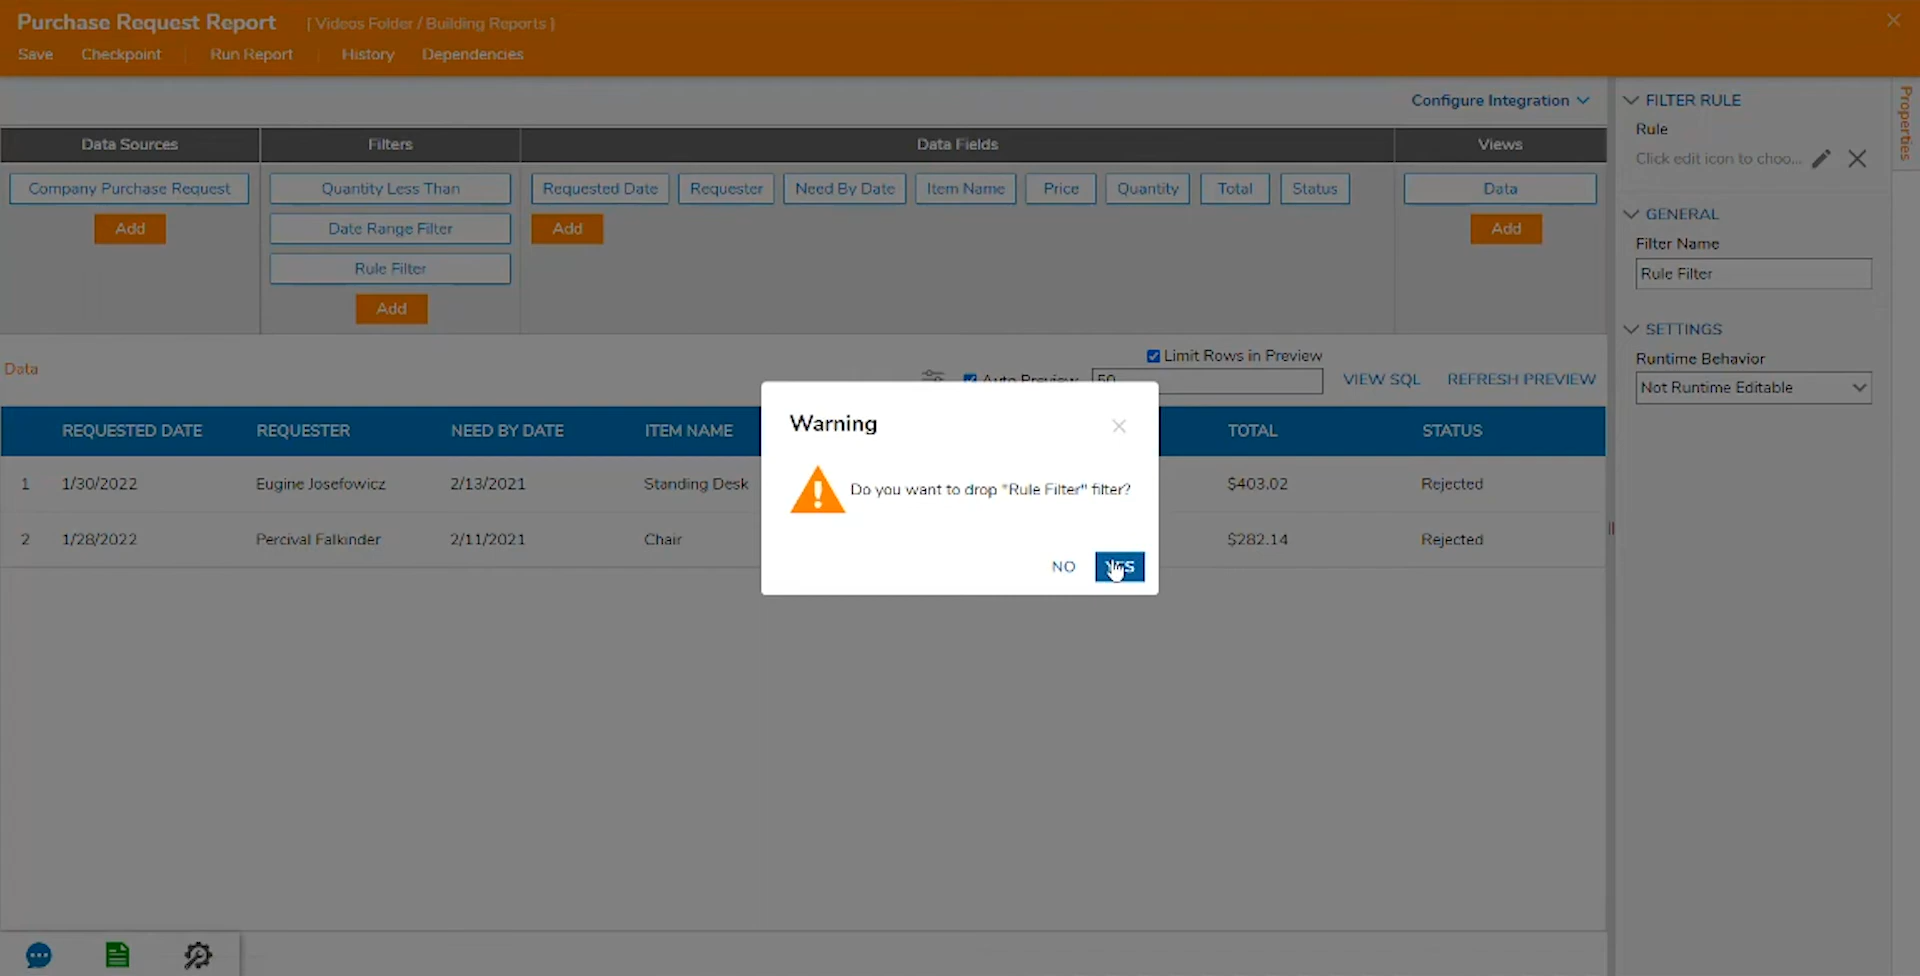 Purchase Request Report [ Videos Folder / Building Reports ]
Save Checkpoint Run Report History Dependencies
Configure Integration
Data Sources Filters Data Fields Views
Company Purchase Request Quantity Less Than Requested Date Requester Need By Date Item Name Price Quantity Total Status Data
Add Date Range Filter Add Add
Rule Filter
Add
Limit Rows in Preview
Data Auto Preview 50 VIEW SQL REFRESH PREVIEW
REQUESTED DATE REQUESTER NEED BY DATE ITEM NAME TOTAL STATUS
1 1/30/2022 Eugine Josefowicz 2/13/2021 Standing Desk $403.02 Rejected
2 1/28/2022 Percival Falkinder 2/11/2021 Chair $282.14 Rejected
Warning
Do you want to drop "Rule Filter" filter?
NO YES
FILTER RULE
Rule
Click edit icon to choo...
GENERAL
Filter Name
Rule Filter
SETTINGS
Runtime Behavior
Not Runtime Editable
Properties